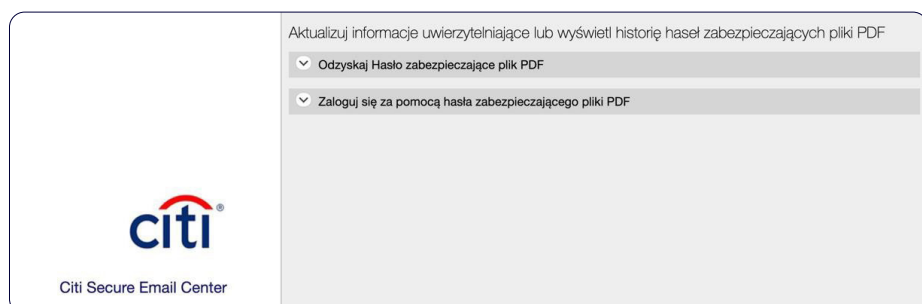 Aktualizuj informacje uwierzytelniające lub wyświetl historię haseł zabezpieczających pliki PDF
Odzyskaj Hasło zabezpieczające plik PDF
Zaloguj się za pomocą hasła zabezpieczającego pliki PDF
citi®
Citi Secure Email Center